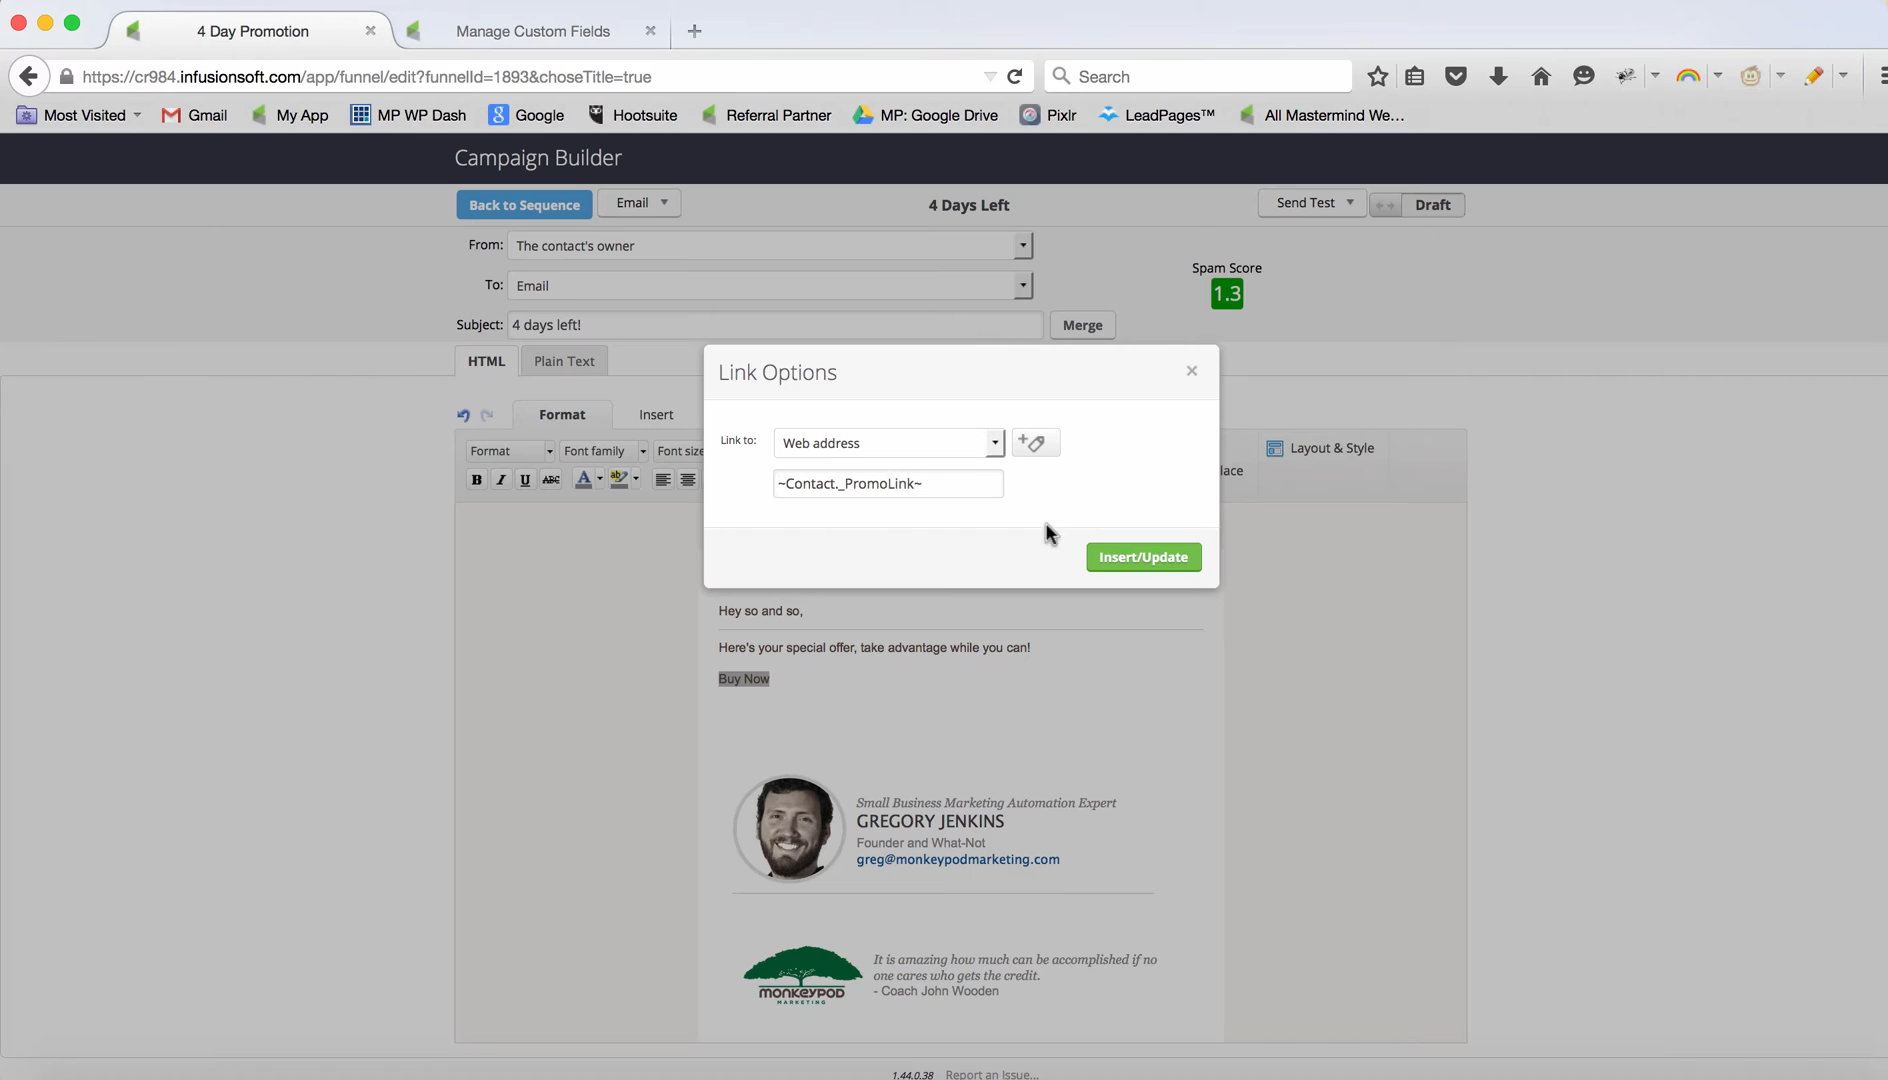 4 Day Promotion
Manage Custom Fields
https://cr984.infusionsoft.com/app/funnel/edit?funnelId=1893&choseTitle=true
Search
Most Visited
Gmail
My App
MP WP Dash
Google
Hootsuite
Referral Partner
MP: Google Drive
Pixlr
LeadPages™
All Mastermind We...
Campaign Builder
Back to Sequence
Email
4 Days Left
Send Test
Draft
From: The contact's owner
To: Email
Spam Score
1.3
Subject: 4 days left!
Merge
HTML
Plain Text
Link Options
Format
Insert
Link to: Web address
~Contact._PromoLink~
Format
Font family
Font size
Layout & Style
lace
B I U ABC A ab
Insert/Update
Hey so and so,
Here's your special offer, take advantage while you can!
Buy Now
Small Business Marketing Automation Expert
GREGORY JENKINS
Founder and What-Not
greg@monkeypodmarketing.com
It is amazing how much can be accomplished if no
one cares who gets the credit.
- Coach John Wooden
MONKEYPOD
MARKETING
1.44.0.38 Report an Issue...